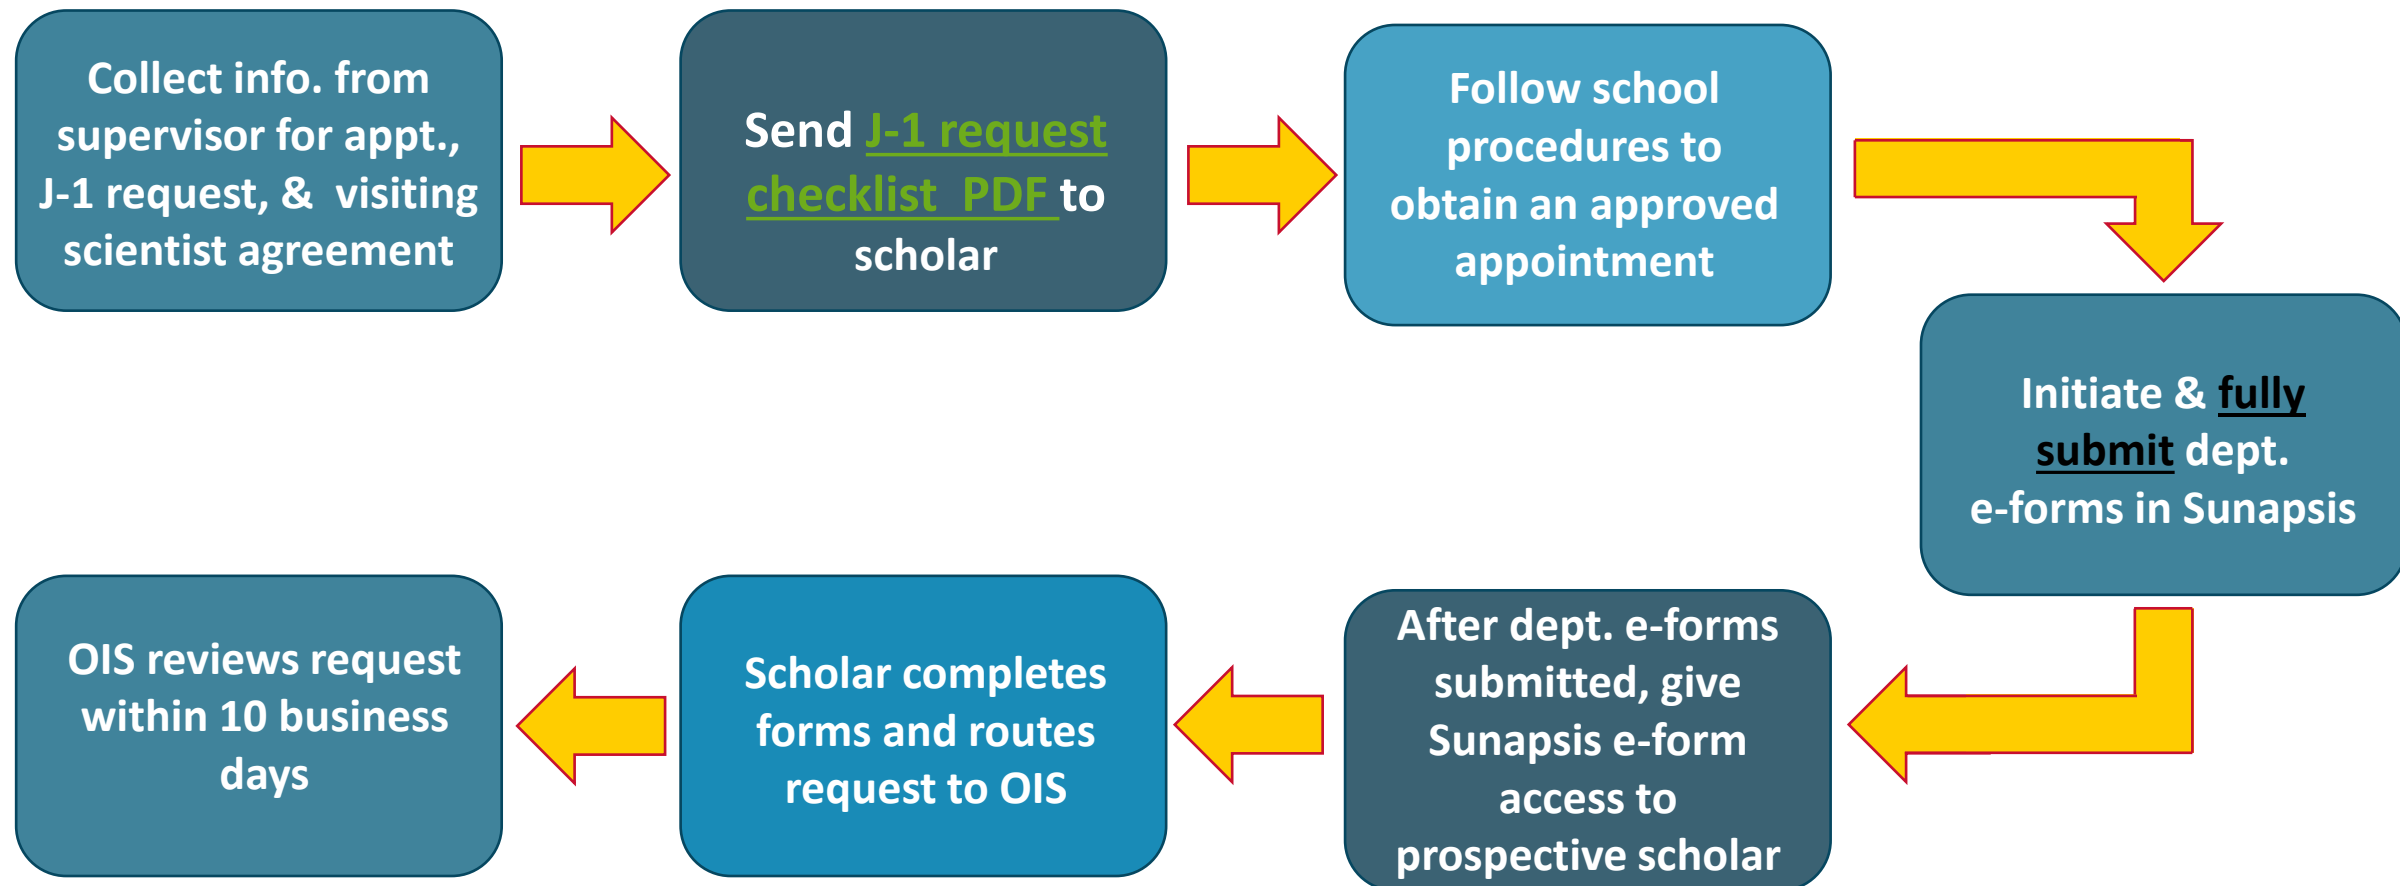 Collect info. from
supervisor for appt.,
J-1 request, & visiting
scientist agreement
Send J-1 request
checklist PDF to
scholar
Follow school
procedures to
obtain an approved
appointment
Initiate & fully
submit dept.
e-forms in Sunapsis
After dept. e-forms
submitted, give
Sunapsis e-form
access to
prospective scholar
Scholar completes
forms and routes
request to OIS
OIS reviews request
within 10 business
days